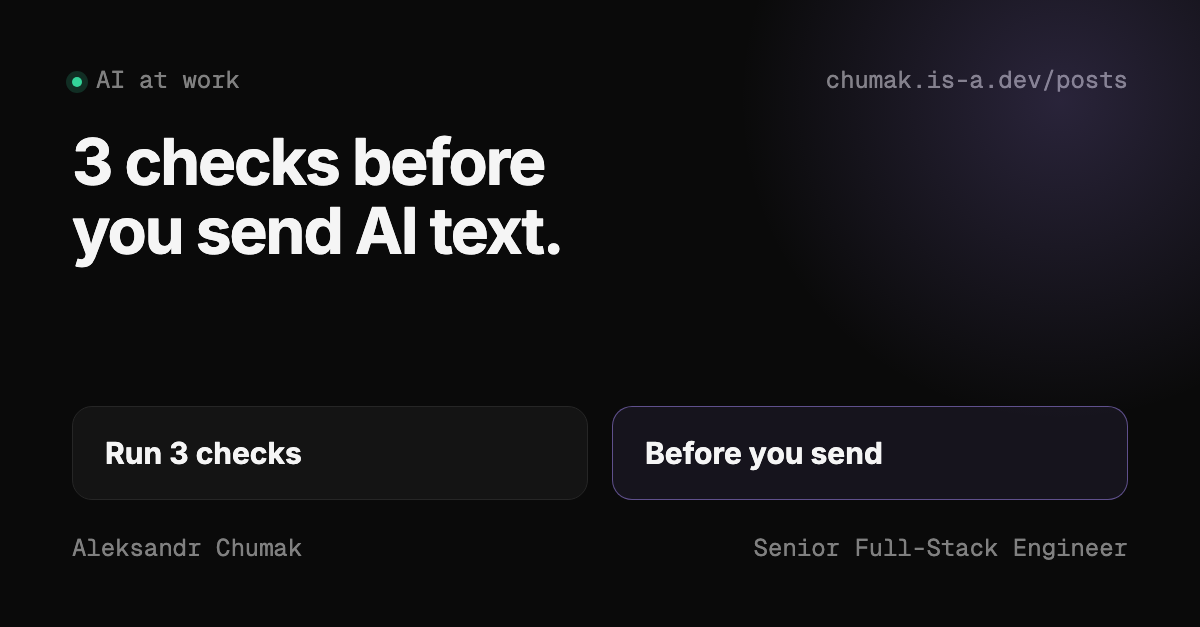 AI at work
chumak.is-a.dev/posts
3 checks before
you send AI text.
Run 3 checks
Before you send
Aleksandr Chumak
Senior Full-Stack Engineer